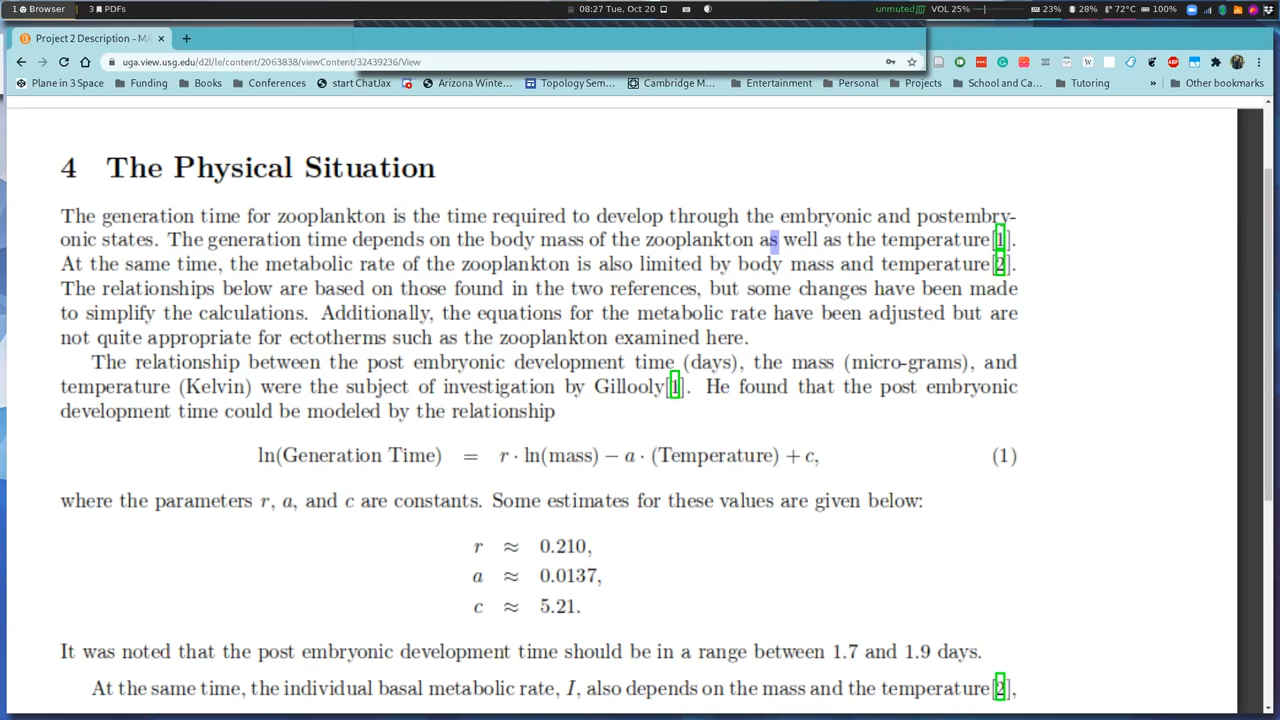 1 Browser 3 PDFs 08:27 Tue, Oct 20 unmuted VOL 25% 23% 28% 72°C 100%
Project 2 Description - MA
uga.view.usg.edu/d2l/le/content/2063838/viewContent/32439236/View
Plane in 3 Space Funding Books Conferences start ChatJax Arizona Winte... Topology Sem... Cambridge M... Entertainment Personal Projects School and Ca... Tutoring » Other bookmarks
4 The Physical Situation
The generation time for zooplankton is the time required to develop through the embryonic and postembry-
onic states. The generation time depends on the body mass of the zooplankton as well as the temperature[1].
At the same time, the metabolic rate of the zooplankton is also limited by body mass and temperature[2].
The relationships below are based on those found in the two references, but some changes have been made
to simplify the calculations. Additionally, the equations for the metabolic rate have been adjusted but are
not quite appropriate for ectotherms such as the zooplankton examined here.
The relationship between the post embryonic development time (days), the mass (micro-grams), and
temperature (Kelvin) were the subject of investigation by Gillooly[1]. He found that the post embryonic
development time could be modeled by the relationship
ln(Generation Time) = r · ln(mass) − a · (Temperature) + c, (1)
where the parameters r, a, and c are constants. Some estimates for these values are given below:
r ≈ 0.210,
a ≈ 0.0137,
c ≈ 5.21.
It was noted that the post embryonic development time should be in a range between 1.7 and 1.9 days.
At the same time, the individual basal metabolic rate, I, also depends on the mass and the temperature[2],